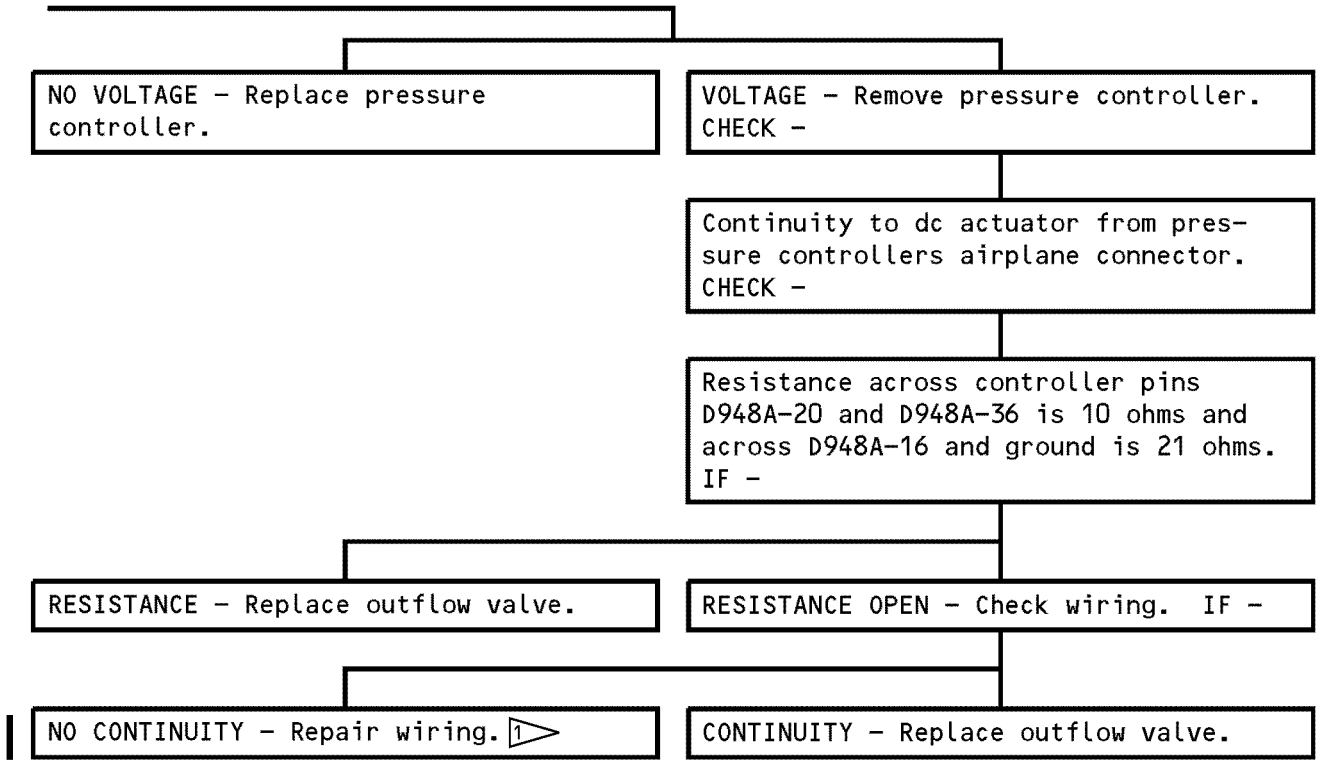 NO VOLTAGE – Replace pressure
controller.
VOLTAGE – Remove pressure controller.
CHECK –
Continuity to dc actuator from pres–
sure controllers airplane connector.
CHECK –
Resistance across controller pins
D948A–20 and D948A–36 is 10 ohms and
across D948A–16 and ground is 21 ohms.
IF –
RESISTANCE – Replace outflow valve.
RESISTANCE OPEN – Check wiring.  IF –
NO CONTINUITY – Repair wiring. 1
CONTINUITY – Replace outflow valve.